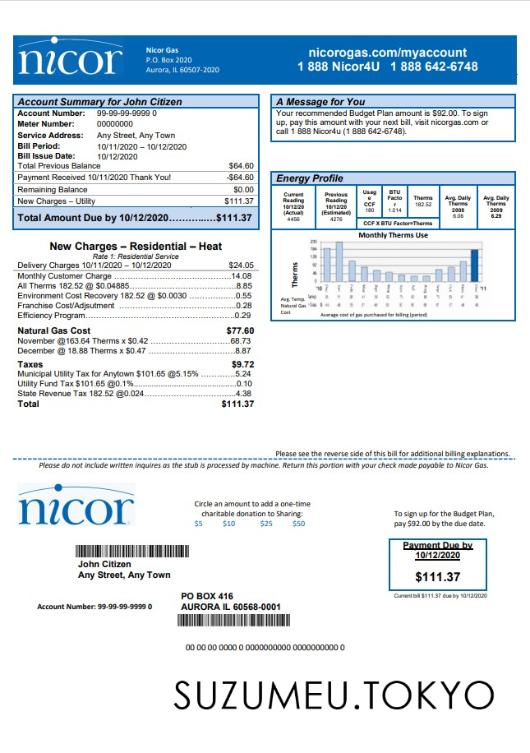 nicor
Nicor Gas
P.O. Box 2020
Aurora, IL 60507-2020
nicorogas.com/myaccount
1 888 Nicor4U 1 888 642-6748
Account Summary for John Citizen
Account Number: 99-99-99-9999 0
Meter Number: 00000000
Service Address: Any Street, Any Town
Bill Period: 10/11/2020 – 10/12/2020
Bill Issue Date: 10/12/2020
Total Previous Balance $64.60
Payment Received 10/11/2020 Thank You! -$64.60
Remaining Balance $0.00
New Charges – Utility $111.37
Total Amount Due by 10/12/2020............$111.37
A Message for You
Your recommended Budget Plan amount is $92.00. To sign
up, pay this amount with your next bill, visit nicorgas.com or
call 1 888 Nicor4u (1 888 642-6748).
Energy Profile
Current Reading 10/12/20 (Actual) 4456
Previous Reading 10/12/20 (Estimated) 4276
Usag e CCF 180
BTU Facto r 1.014
Therms 182.52
Avg. Daily Therms 2008 6.06
Avg. Daily Therms 2009 6.29
CCF X BTU Factor=Therms
Monthly Therms Use
Therms
Avg. Temp.
Natural Gas
Cost
Average cost of gas purchased for billing (period)
New Charges – Residential – Heat
Rate 1: Residential Service
Delivery Charges 10/11/2020 – 10/12/2020 $24.05
Monthly Customer Charge 14.08
All Therms 182.52 @ $0.04885 8.85
Environment Cost Recovery 182.52 @ $0.0030 0.55
Franchise Cost/Adjsutment 0.28
Efficiency Program 0.29
Natural Gas Cost $77.60
November @163.64 Therms x $0.42 68.73
December @ 18.88 Therms x $0.47 8.87
Taxes $9.72
Municipal Utility Tax for Anytown $101.65 @5.15% 5.24
Utility Fund Tax $101.65 @0.1% 0.10
State Revenue Tax 182.52 @0.024 4.38
Total $111.37
Please see the reverse side of this bill for additional billing explanations.
Please do not include written inquires as the stub is processed by machine. Return this portion with your check made payable to Nicor Gas.
nicor
Circle an amount to add a one-time
charitable donation to Sharing:
$5 $10 $25 $50
To sign up for the Budget Plan,
pay $92.00 by the due date.
John Citizen
Any Street, Any Town
Payment Due by
10/12/2020
$111.37
Current bill $111.37 due by 10/12/2020
Account Number: 99-99-99-9999 0
PO BOX 416
AURORA IL 60568-0001
00 00 00 0000 0 0000000000 0000000000 0
SUZUMEU.TOKYO